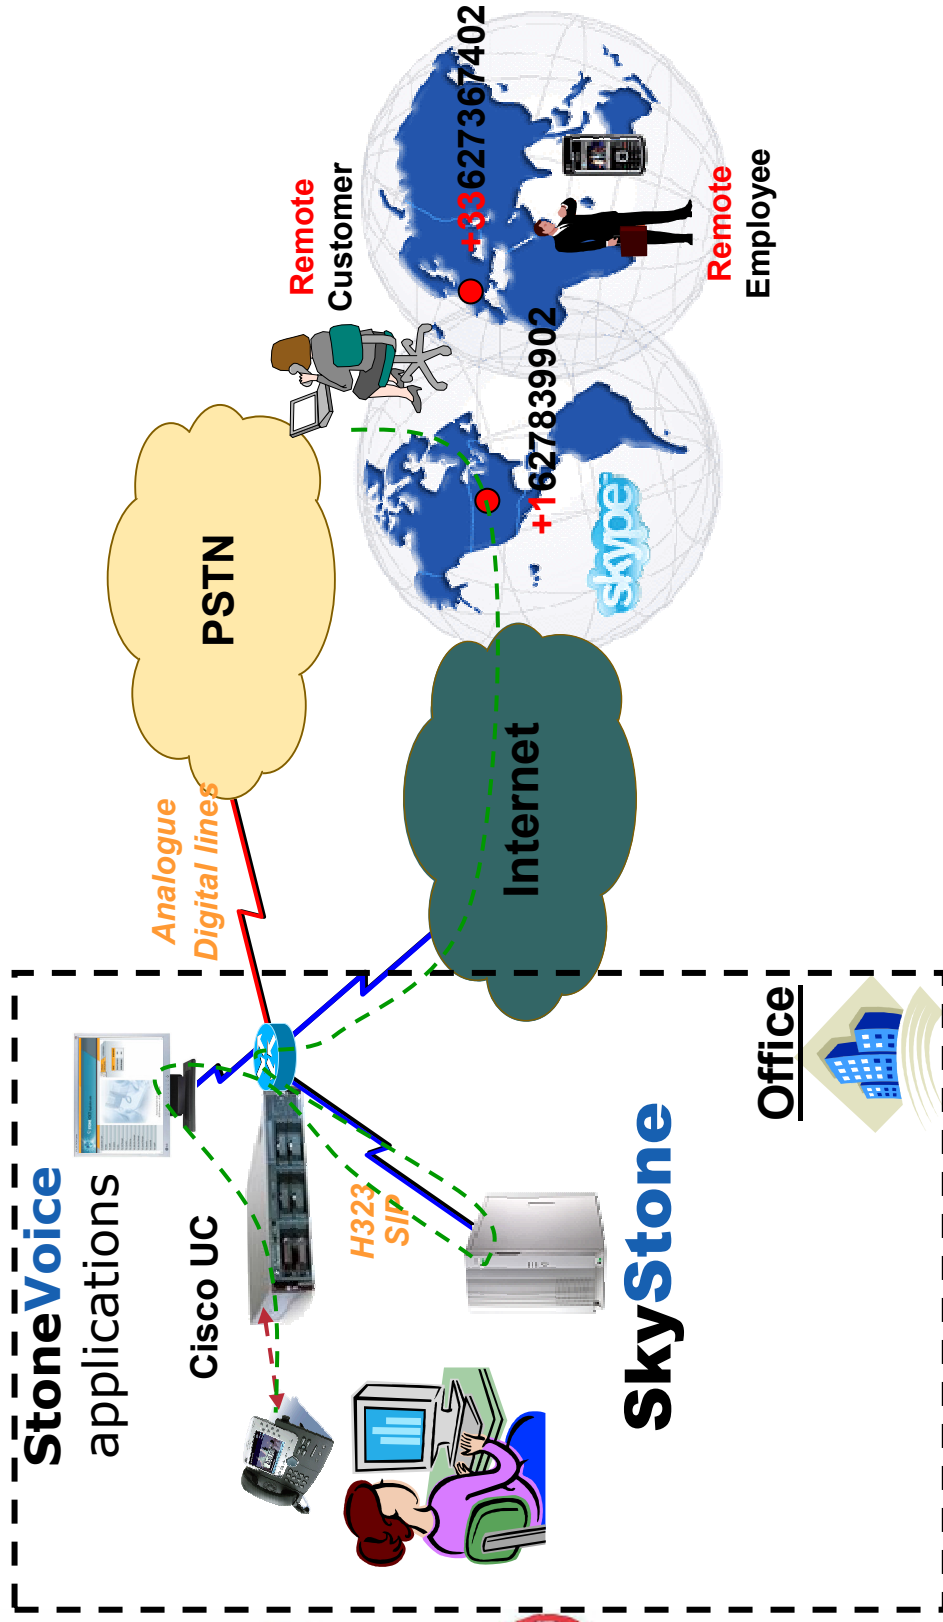 StoneVoice
applications
Cisco UC
H323
SIP
SkyStone
Office
Analogue
Digital lines
PSTN
Internet
Remote
Customer
+33627367402
+1627839902
skype
Remote
Employee